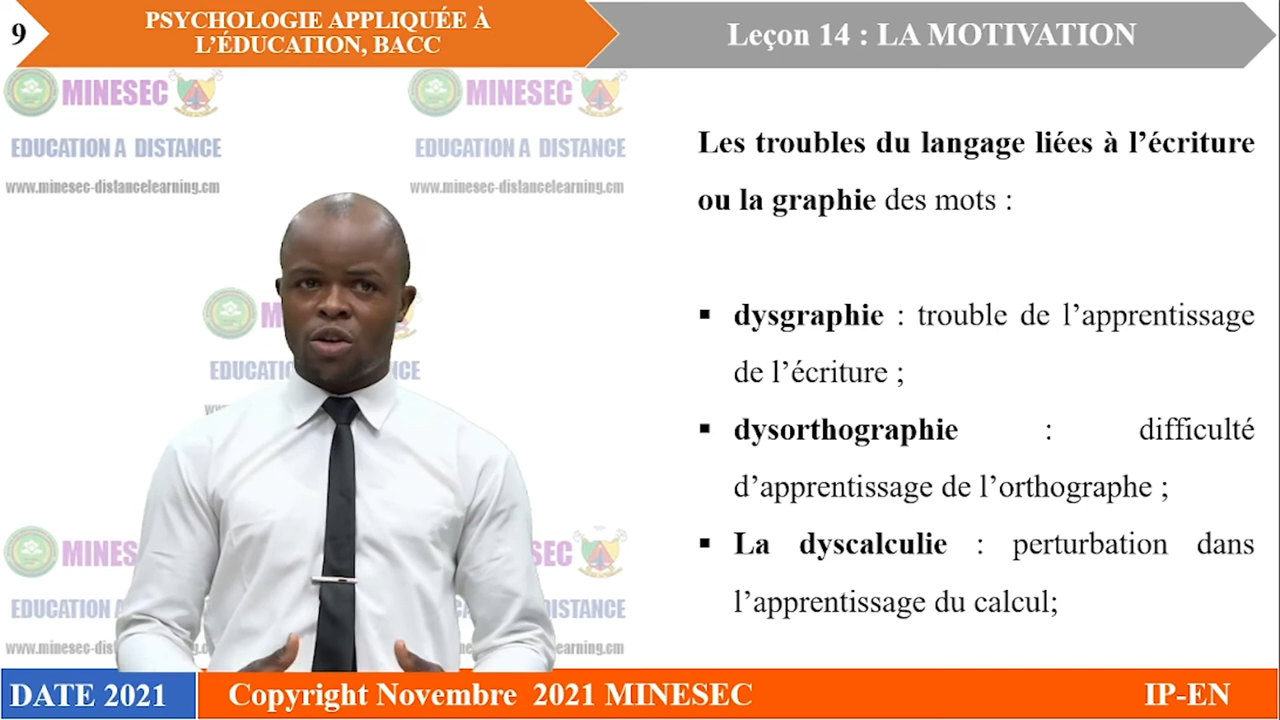 9
PSYCHOLOGIE APPLIQUÉE À
L’ÉDUCATION, BACC
Leçon 14 : LA MOTIVATION
MINESEC
EDUCATION A DISTANCE
www.minesec-distancelearning.cm
MINESEC
EDUCATION A DISTANCE
www.minesec-distancelearning.cm
Les troubles du langage liées à l’écriture
ou la graphie des mots :
▪ dysgraphie : trouble de l’apprentissage
de l’écriture ;
▪ dysorthographie : difficulté
d’apprentissage de l’orthographe ;
▪ La dyscalculie : perturbation dans
l’apprentissage du calcul;
DATE 2021
Copyright Novembre 2021 MINESEC
IP-EN